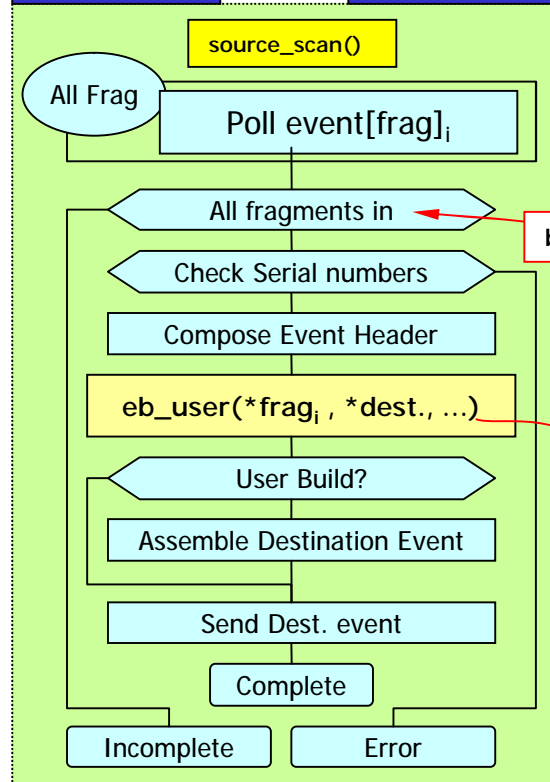 source_scan()
All Frag
Poll event[frag]i
All fragments in
b
Check Serial numbers
Compose Event Header
eb_user(*fragi , *dest., ...)
User Build?
Assemble Destination Event
Send Dest. event
Complete
Incomplete
Error